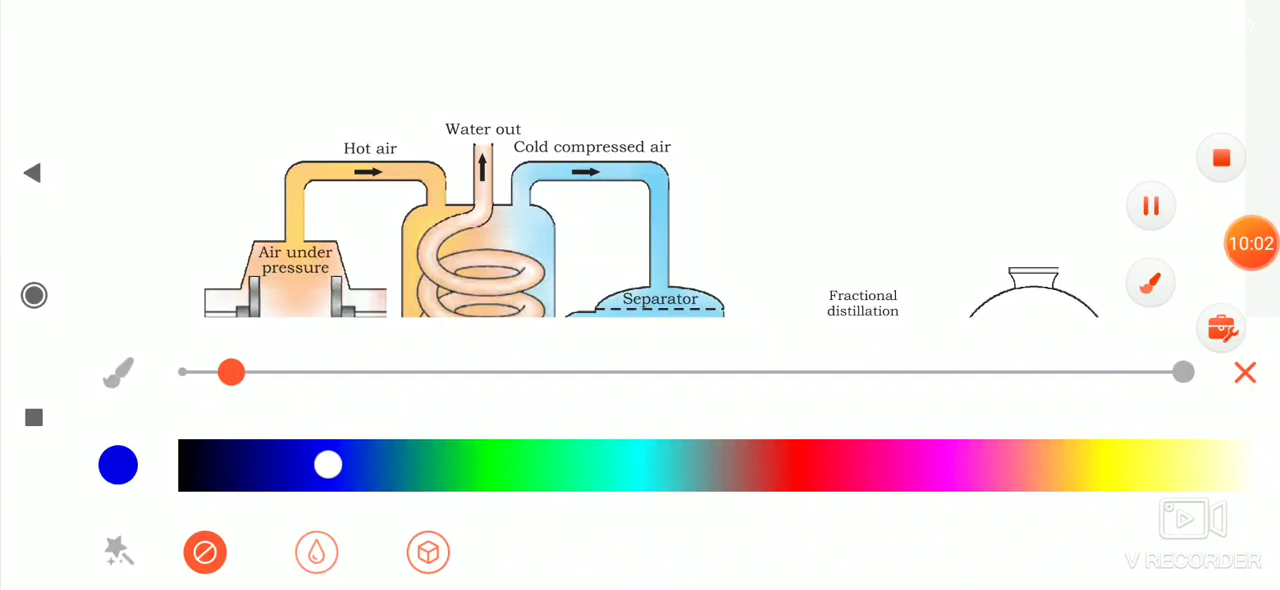 Water out
Hot air
Cold compressed air
Air under
pressure
Separator
Fractional
distillation
10:02
V RECORDER